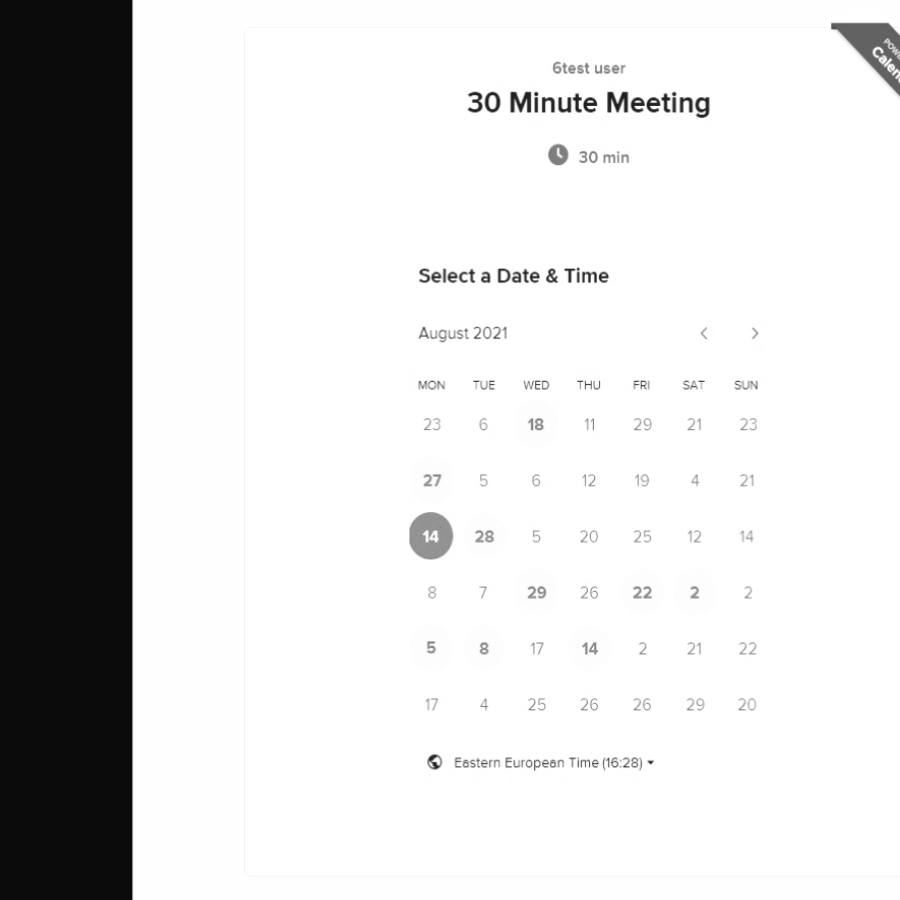 6test user
30 Minute Meeting
30 min
Select a Date & Time
August 2021
MON TUE WED THU FRI SAT SUN
23 6 18 11 29 21 23
27 5 6 12 19 4 21
14 28 5 20 25 12 14
8 7 29 26 22 2 2
5 8 17 14 2 21 22
17 4 25 26 26 29 20
Eastern European Time (16:28)